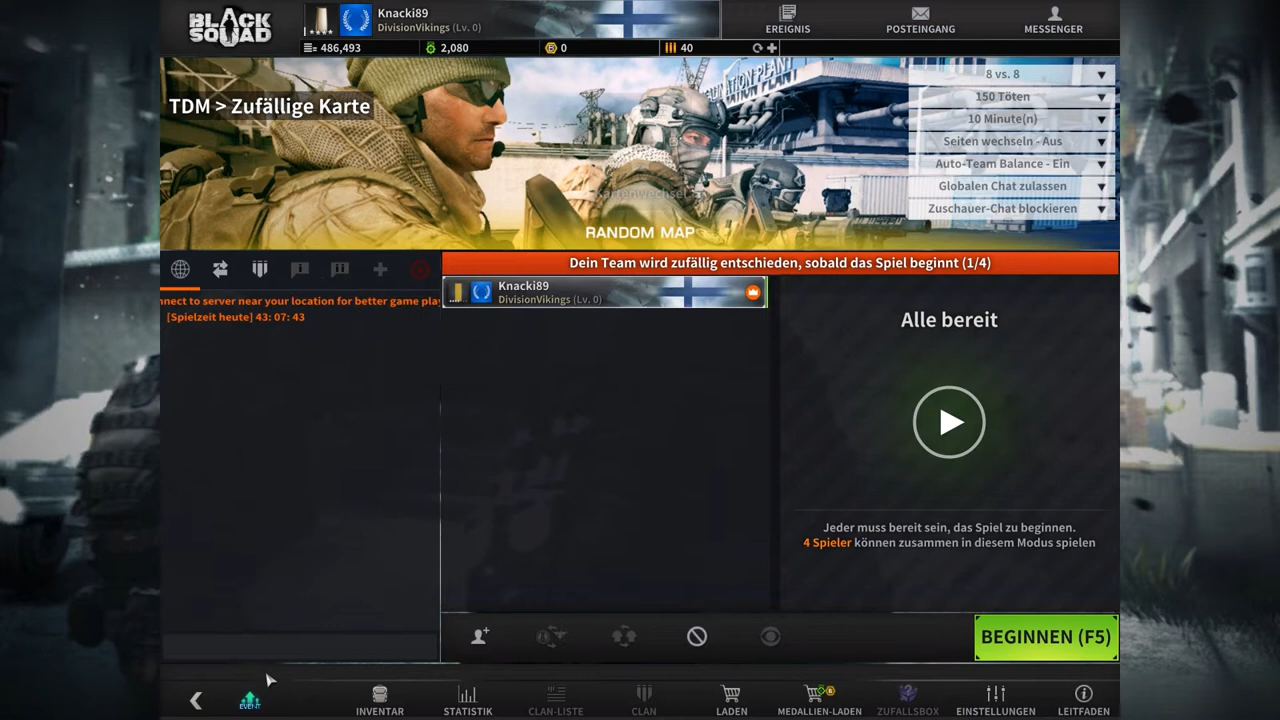 BLACK
SQUAD
Knacki89
DivisionVikings (Lv. 0)
EREIGNIS
POSTEINGANG
MESSENGER
486,493
2,080
0
40
TDM > Zufällige Karte
8 vs. 8
150 Töten
10 Minute(n)
Seiten wechseln - Aus
Auto-Team Balance - Ein
Globalen Chat zulassen
Zuschauer-Chat blockieren
PLANT
Kartenwechsel
RANDOM MAP
Dein Team wird zufällig entschieden, sobald das Spiel beginnt (1/4)
nnect to server near your location for better game pla
[Spielzeit heute] 43: 07: 43
Knacki89
DivisionVikings (Lv. 0)
Alle bereit
Jeder muss bereit sein, das Spiel zu beginnen.
4 Spieler können zusammen in diesem Modus spielen
BEGINNEN (F5)
EVENT
INVENTAR
STATISTIK
CLAN-LISTE
CLAN
LADEN
MEDAILLIEN-LADEN
ZUFALLSBOX
EINSTELLUNGEN
LEITFADEN